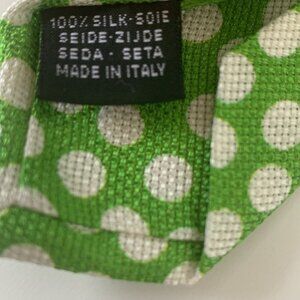 100% SILK-SOIE
SEIDE-ZIJDE
SEDA - SETA
MADE IN ITALY